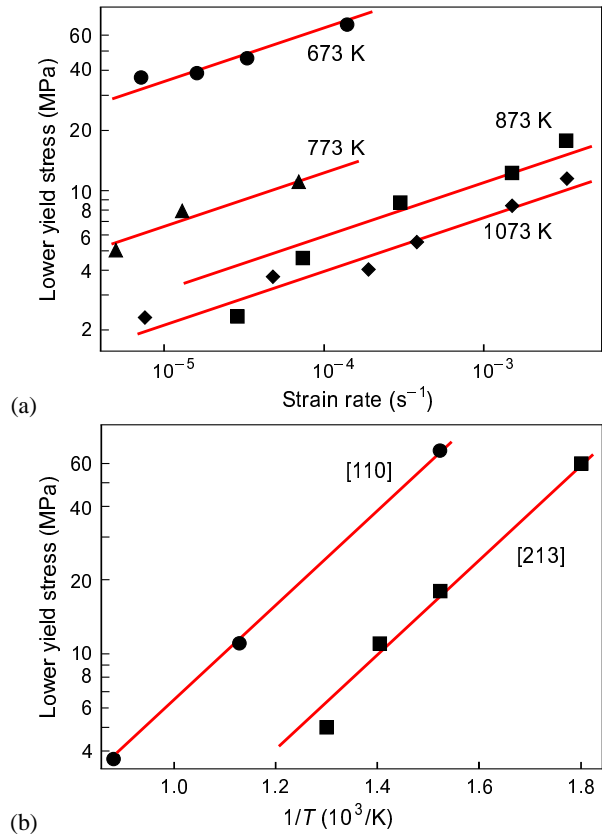 60
40
20
10
8
6
4
2
Lower yield stress (MPa)
673 K
773 K
873 K
1073 K
10⁻⁵ 10⁻⁴ 10⁻³
Strain rate (s⁻¹)
(a)
60
40
20
10
8
6
4
Lower yield stress (MPa)
[110]
[213]
1.0 1.2 1.4 1.6 1.8
1/T (10³/K)
(b)